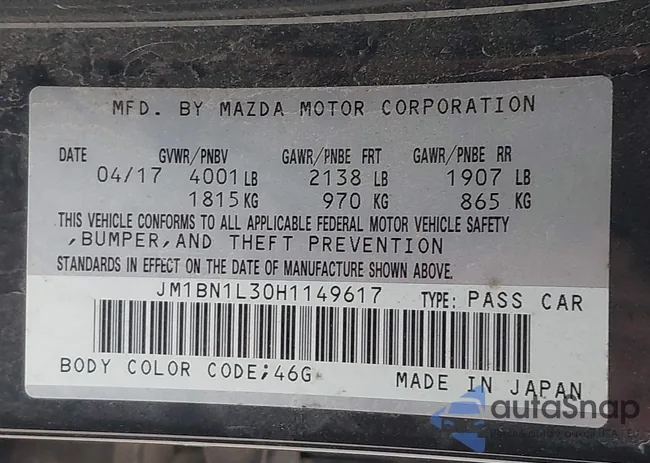 MFD. BY MAZDA MOTOR CORPORATION
DATE GVWR/PNBV GAWR/PNBE FRT GAWR/PNBE RR
04/17 4001 LB 2138 LB 1907 LB
1815 KG 970 KG 865 KG
THIS VEHICLE CONFORMS TO ALL APPLICABLE FEDERAL MOTOR VEHICLE SAFETY
,BUMPER,AND THEFT PREVENTION
STANDARDS IN EFFECT ON THE DATE OF MANUFACTURE SHOWN ABOVE.
JM1BN1L30H1149617 TYPE: PASS CAR
BODY COLOR CODE;46G MADE IN JAPAN
autoSnap